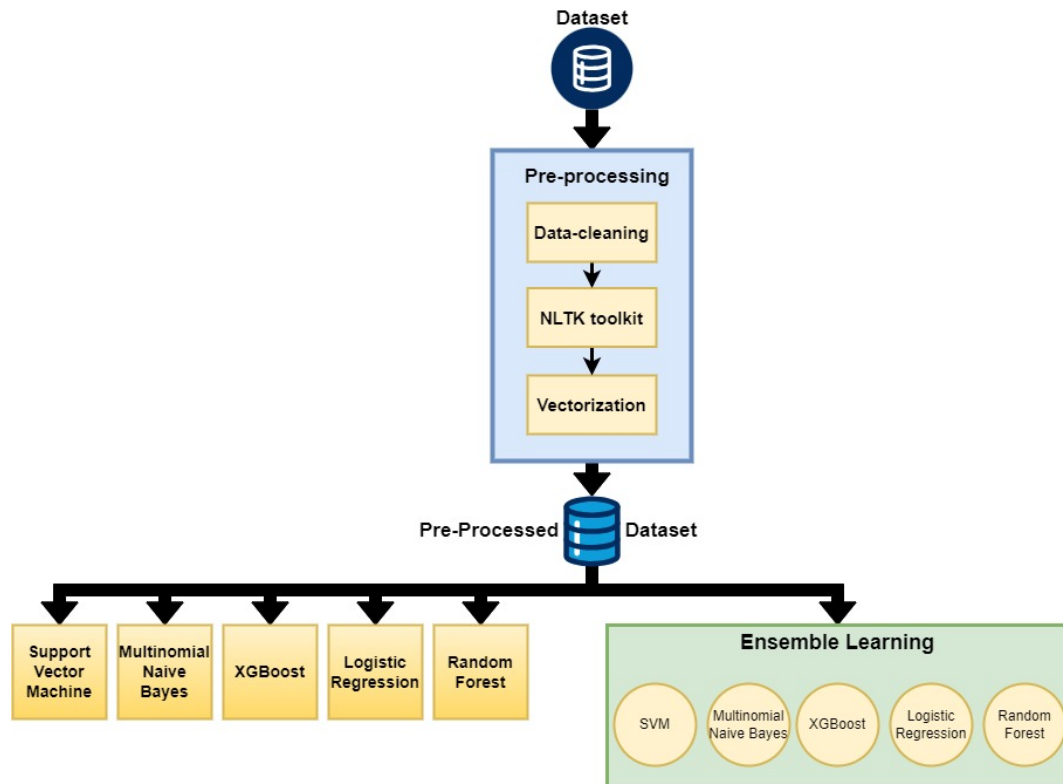 Dataset
Pre-processing
Data-cleaning
NLTK toolkit
Vectorization
Pre-Processed Dataset
Support
Vector
Machine
Multinomial
Naive
Bayes
XGBoost
Logistic
Regression
Random
Forest
Ensemble Learning
SVM
Multinomial
Naive Bayes
XGBoost
Logistic
Regression
Random
Forest